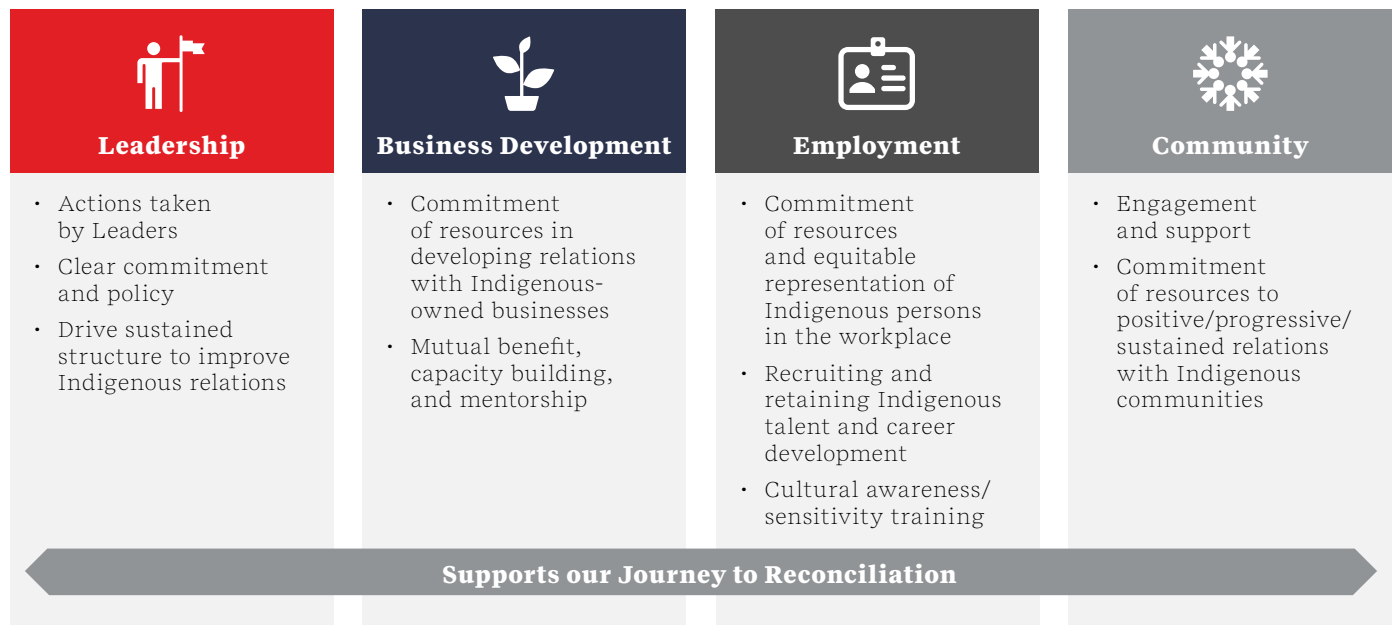 Leadership
• Actions taken
by Leaders
• Clear commitment
and policy
• Drive sustained
structure to improve
Indigenous relations
Business Development
• Commitment
of resources in
developing relations
with Indigenous-
owned businesses
• Mutual benefit,
capacity building,
and mentorship
Employment
• Commitment
of resources
and equitable
representation of
Indigenous persons
in the workplace
• Recruiting and
retaining Indigenous
talent and career
development
• Cultural awareness/
sensitivity training
Community
• Engagement
and support
• Commitment
of resources to
positive/progressive/
sustained relations
with Indigenous
communities
Supports our Journey to Reconciliation